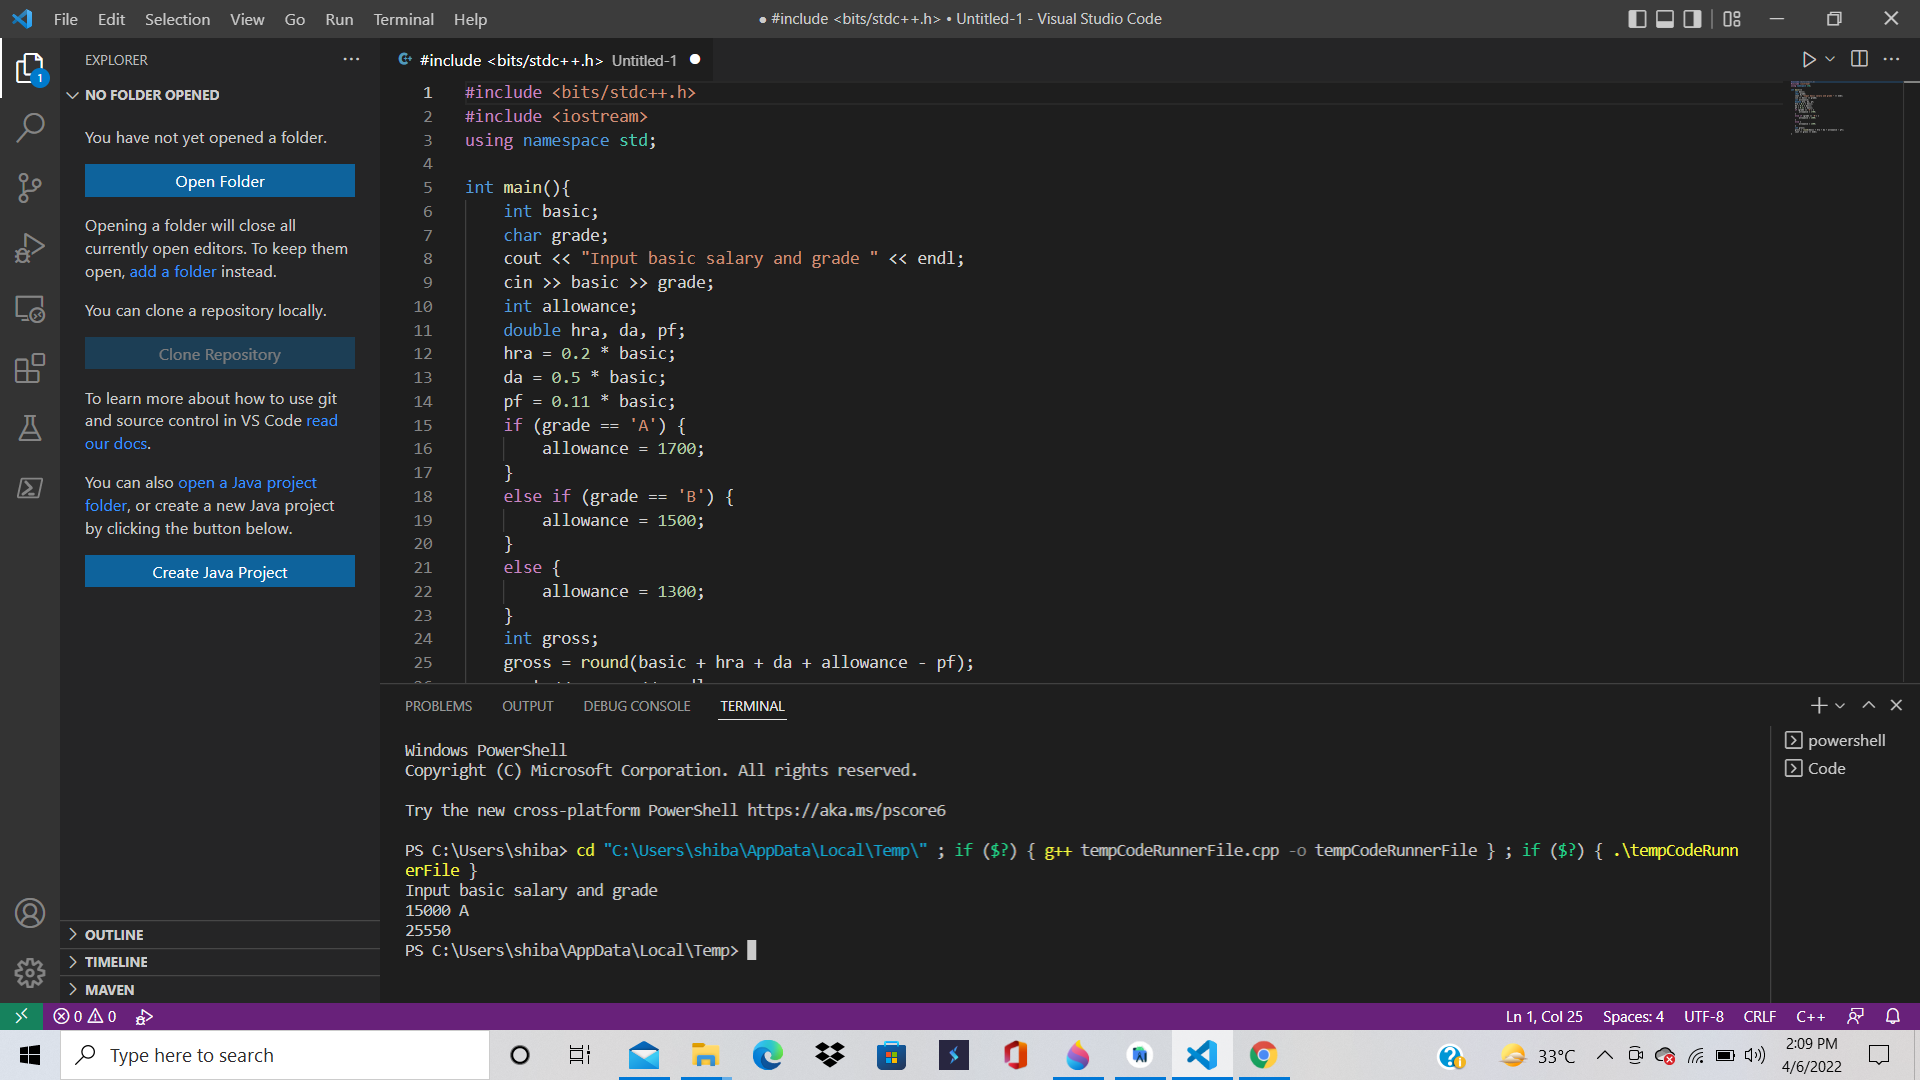 File Edit Selection View Go Run Terminal Help
● #include <bits/stdc++.h> • Untitled-1 - Visual Studio Code
EXPLORER
NO FOLDER OPENED
You have not yet opened a folder.
Open Folder
Opening a folder will close all
currently open editors. To keep them
open, add a folder instead.
You can clone a repository locally.
Clone Repository
To learn more about how to use git
and source control in VS Code read
our docs.
You can also open a Java project
folder, or create a new Java project
by clicking the button below.
Create Java Project
OUTLINE
TIMELINE
MAVEN
1
#include <bits/stdc++.h> Untitled-1
1 #include <bits/stdc++.h>
2 #include <iostream>
3 using namespace std;
4
5 int main(){
6 int basic;
7 char grade;
8 cout << "Input basic salary and grade " << endl;
9 cin >> basic >> grade;
10 int allowance;
11 double hra, da, pf;
12 hra = 0.2 * basic;
13 da = 0.5 * basic;
14 pf = 0.11 * basic;
15 if (grade == 'A') {
16 allowance = 1700;
17 }
18 else if (grade == 'B') {
19 allowance = 1500;
20 }
21 else {
22 allowance = 1300;
23 }
24 int gross;
25 gross = round(basic + hra + da + allowance - pf);
PROBLEMS OUTPUT DEBUG CONSOLE TERMINAL
Windows PowerShell
Copyright (C) Microsoft Corporation. All rights reserved.
Try the new cross-platform PowerShell https://aka.ms/pscore6
PS C:\Users\shiba> cd "C:\Users\shiba\AppData\Local\Temp\" ; if ($?) { g++ tempCodeRunnerFile.cpp -o tempCodeRunnerFile } ; if ($?) { .\tempCodeRunn
erFile }
Input basic salary and grade
15000 A
25550
PS C:\Users\shiba\AppData\Local\Temp>
powershell
Code
0 0
Ln 1, Col 25 Spaces: 4 UTF-8 CRLF C++
Type here to search
33°C
2:09 PM
4/6/2022